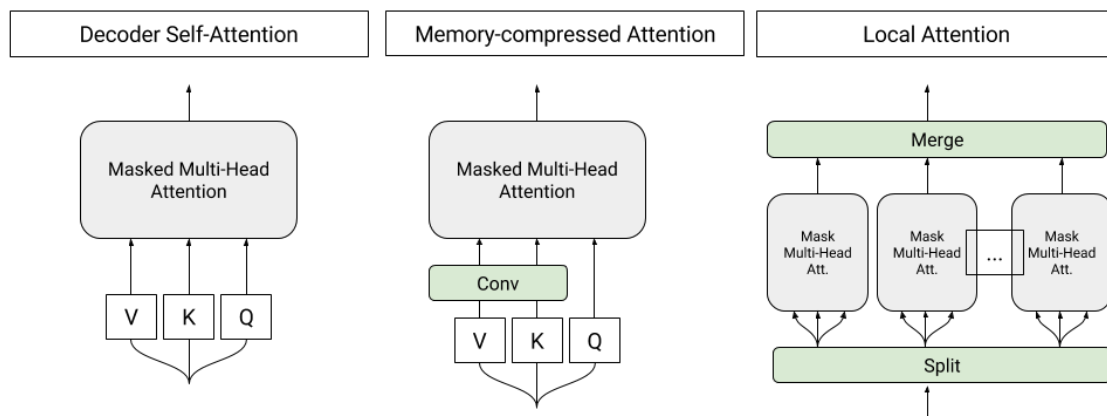 Decoder Self-Attention
Memory-compressed Attention
Local Attention
Masked Multi-Head
Attention
V
K
Q
Masked Multi-Head
Attention
Conv
V
K
Q
Merge
Mask
Multi-Head
Att.
Mask
Multi-Head
Att.
...
Mask
Multi-Head
Att.
Split